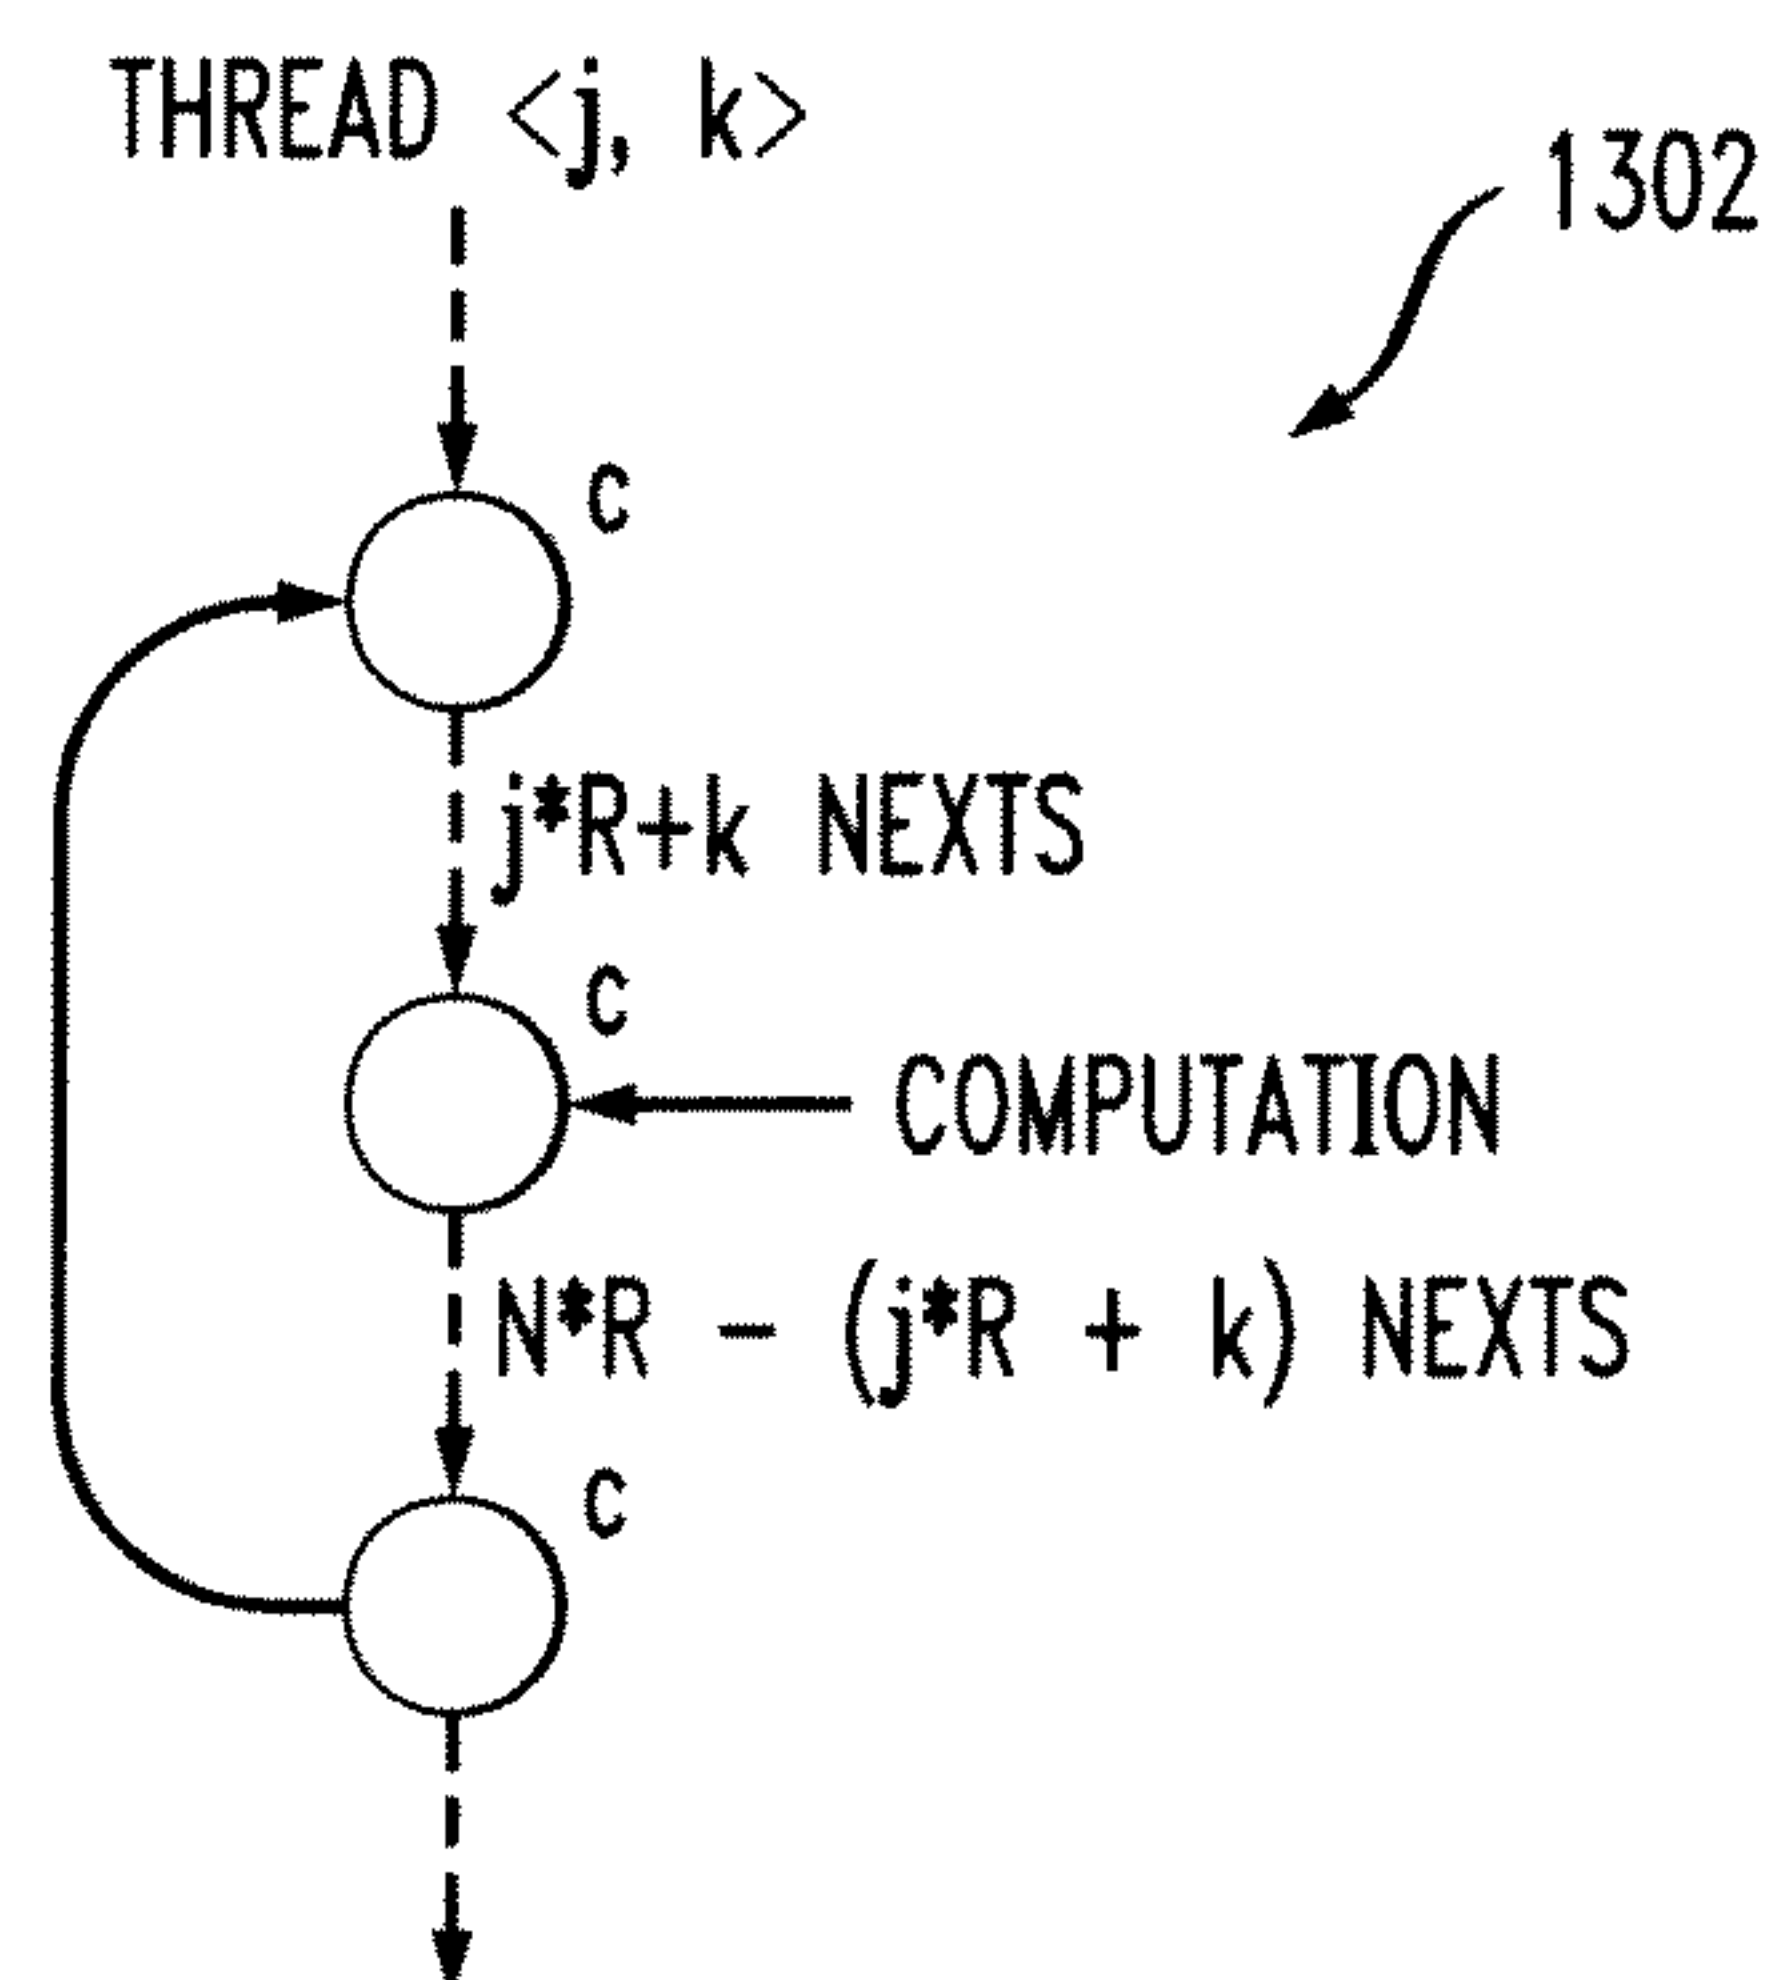 THREAD <j, k>
1302
c
j*R+k NEXTS
c
COMPUTATION
N*R - (j*R + k) NEXTS
c